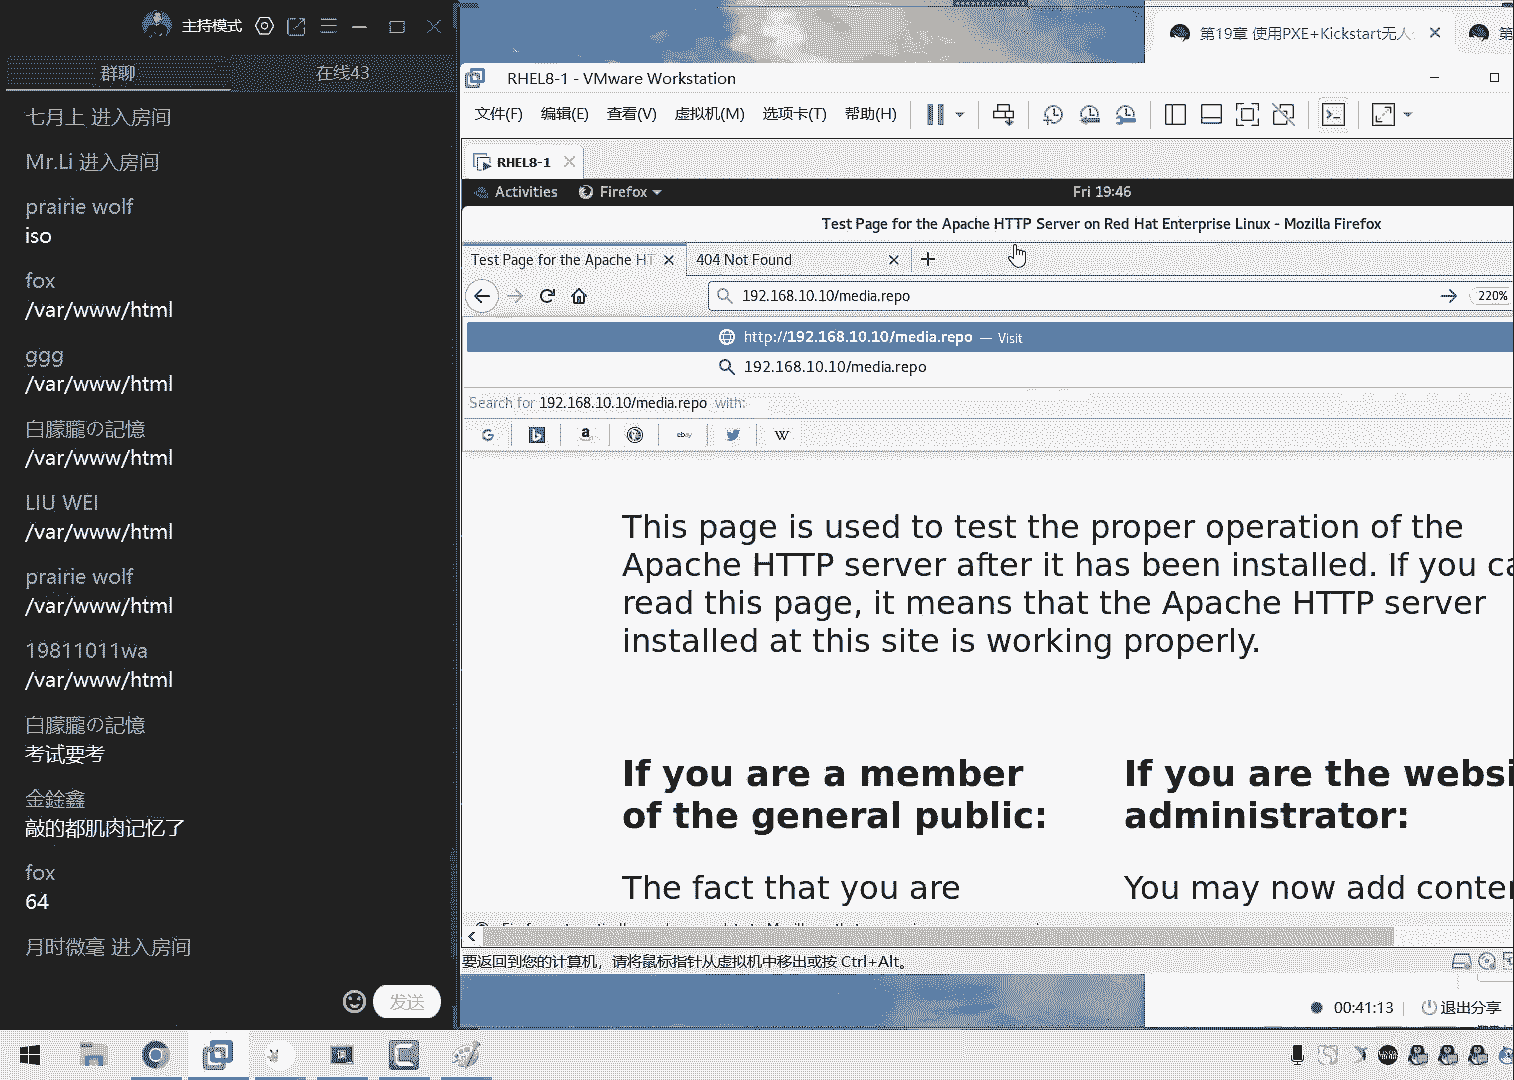 主持模式
群聊
在线43
七月上 进入房间
Mr.Li 进入房间
prairie wolf
iso
fox
/var/www/html
ggg
/var/www/html
白朦朧の記憶
/var/www/html
LIU WEI
/var/www/html
prairie wolf
/var/www/html
19811011wa
/var/www/html
白朦朧の記憶
考试要考
金銓鑫
敲的都肌肉记忆了
fox
64
月时微毫 进入房间
发送
第19章 使用PXE+Kickstart无人
第
RHEL8-1 - VMware Workstation
文件(F) 编辑(E) 查看(V) 虚拟机(M) 选项卡(T) 帮助(H)
RHEL8-1
Activities Firefox Fri 19:46
Test Page for the Apache HTTP Server on Red Hat Enterprise Linux - Mozilla Firefox
Test Page for the Apache HT
404 Not Found
192.168.10.10/media.repo 220%
http://192.168.10.10/media.repo — Visit
192.168.10.10/media.repo
Search for 192.168.10.10/media.repo with:
ebay
This page is used to test the proper operation of the
Apache HTTP server after it has been installed. If you ca
read this page, it means that the Apache HTTP server
installed at this site is working properly.
If you are a member
of the general public:
If you are the websi
administrator:
The fact that you are
You may now add conten
要返回到您的计算机，请将鼠标指针从虚拟机中移出或按 Ctrl+Alt。
00:41:13
退出分享